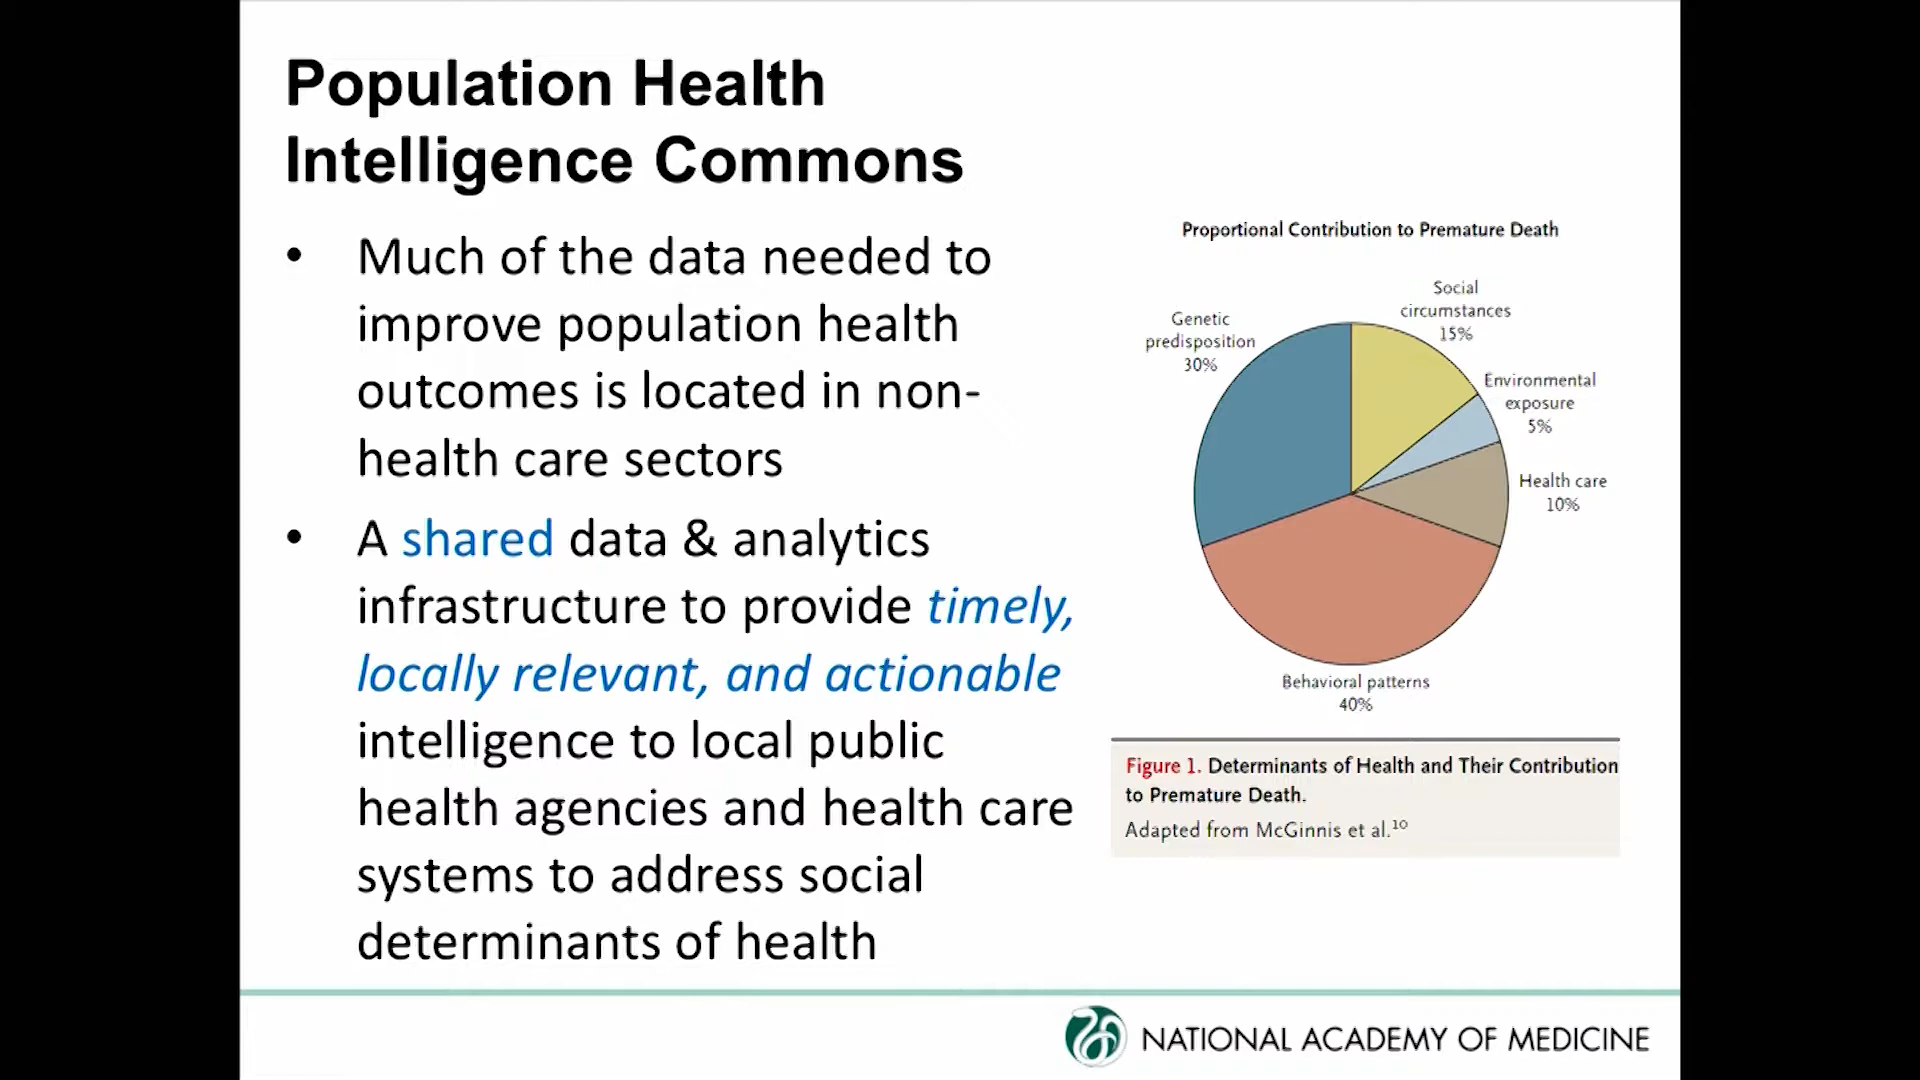 Population Health
Intelligence Commons
• Much of the data needed to
improve population health
outcomes is located in non-
health care sectors
• A shared data & analytics
infrastructure to provide timely,
locally relevant, and actionable
intelligence to local public
health agencies and health care
systems to address social
determinants of health
Proportional Contribution to Premature Death
Social
circumstances
15%
Genetic
predisposition
30%
Environmental
exposure
5%
Health care
10%
Behavioral patterns
40%
Figure 1. Determinants of Health and Their Contribution
to Premature Death.
Adapted from McGinnis et al.¹⁰
NATIONAL ACADEMY OF MEDICINE